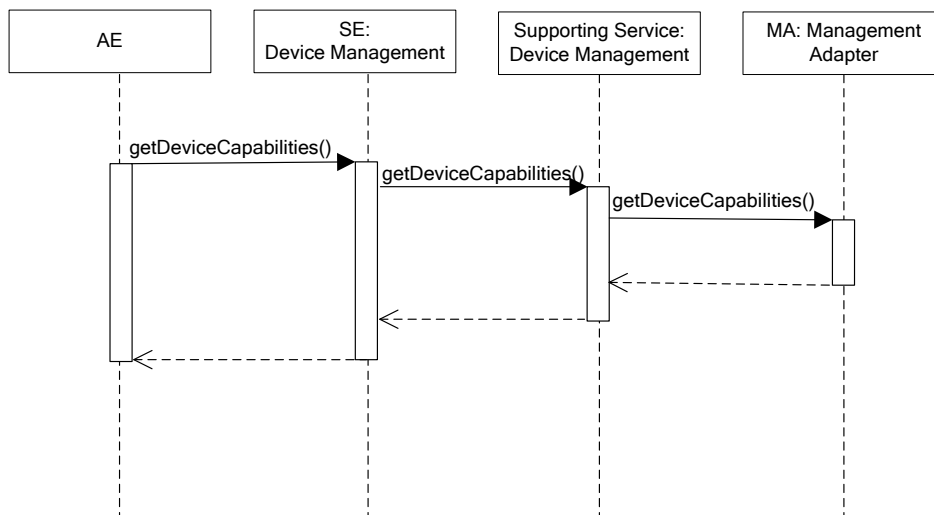 AE
SE:
Device Management
Supporting Service:
Device Management
MA: Management
Adapter
getDeviceCapabilities()
getDeviceCapabilities()
getDeviceCapabilities()